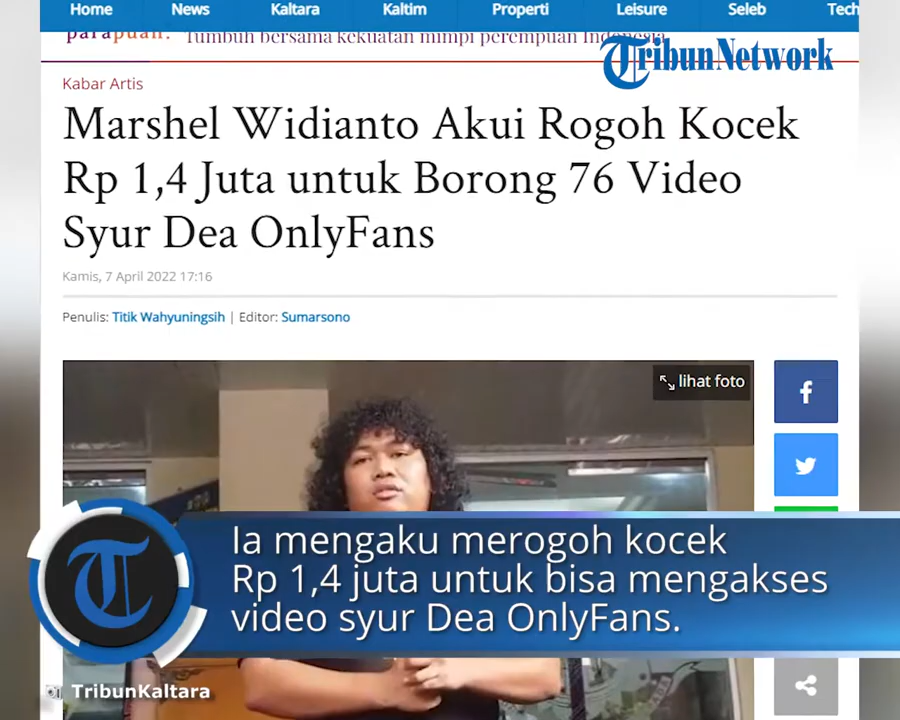 Home News Kaltara Kaltim Properti Leisure Seleb Tech
parapuan. Tumbuh bersama kekuatan mimpi perempuan Indonesia
TribunNetwork
Kabar Artis
Marshel Widianto Akui Rogoh Kocek
Rp 1,4 Juta untuk Borong 76 Video
Syur Dea OnlyFans
Kamis, 7 April 2022 17:16
Penulis: Titik Wahyuningsih | Editor: Sumarsono
lihat foto
Ia mengaku merogoh kocek
Rp 1,4 juta untuk bisa mengakses
video syur Dea OnlyFans.
TribunKaltara